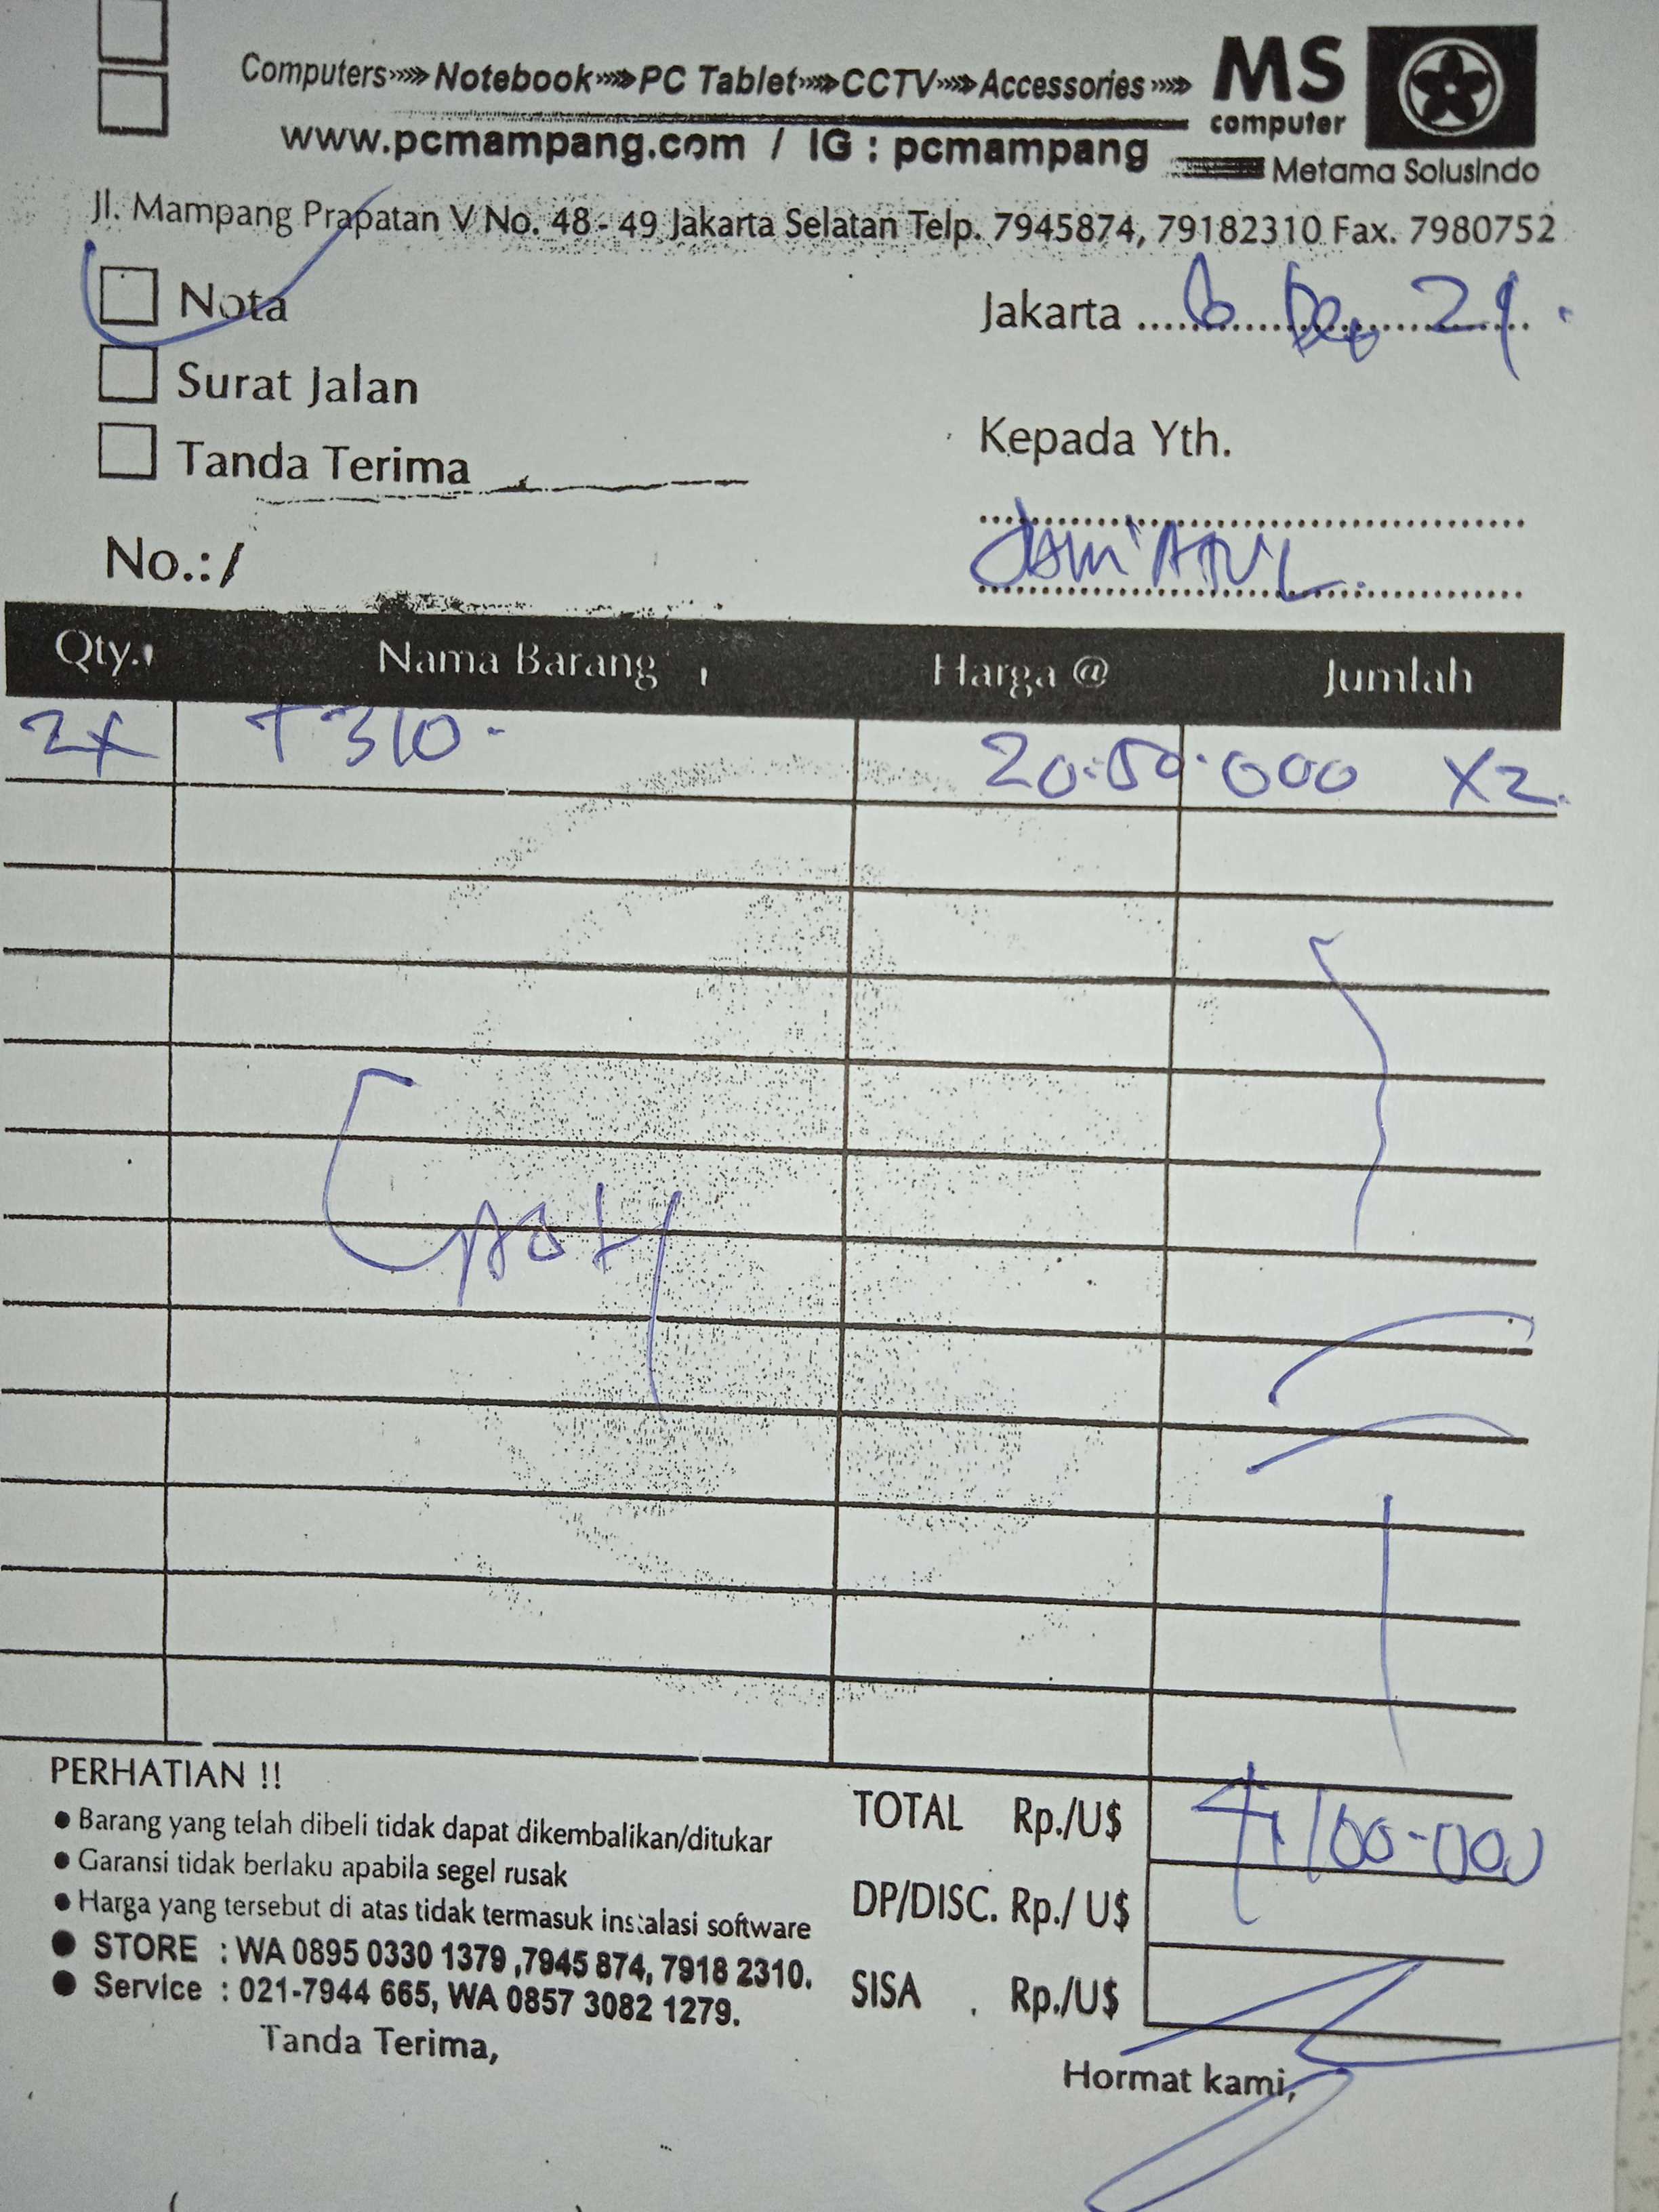 Computers »»» Notebook »»» PC Tablet »»» CCTV »»» Accessories »»»
MS
computer
www.pcmampang.com / IG : pcmampang
Metama Solusindo
Jl. Mampang Prapatan V No. 48 - 49 Jakarta Selatan Telp. 7945874, 79182310 Fax. 7980752
Nota
Jakarta
Surat Jalan
Kepada Yth.
Tanda Terima
No.:/
Qty. Nama Barang Harga @ Jumlah
2x T310. 20.50.000 x2.
PERHATIAN !!
• Barang yang telah dibeli tidak dapat dikembalikan/ditukar
• Garansi tidak berlaku apabila segel rusak
• Harga yang tersebut di atas tidak termasuk instalasi software
• STORE : WA 0895 0330 1379 ,7945 874, 7918 2310.
• Service : 021-7944 665, WA 0857 3082 1279.
TOTAL Rp./U$ 4.100.000
DP/DISC. Rp./ U$
SISA Rp./U$
Tanda Terima,
Hormat kami,